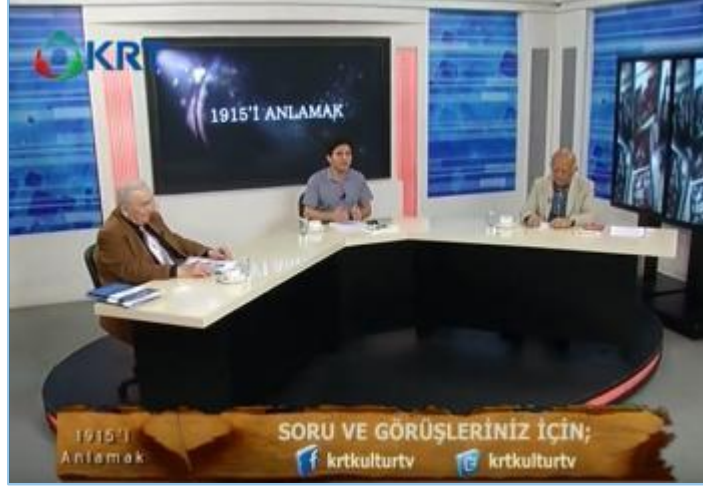 KRT
1915'İ ANLAMAK
1915'İ
Anlamak
SORU VE GÖRÜŞLERİNİZ İÇİN;
krtkulturtv
krtkulturtv